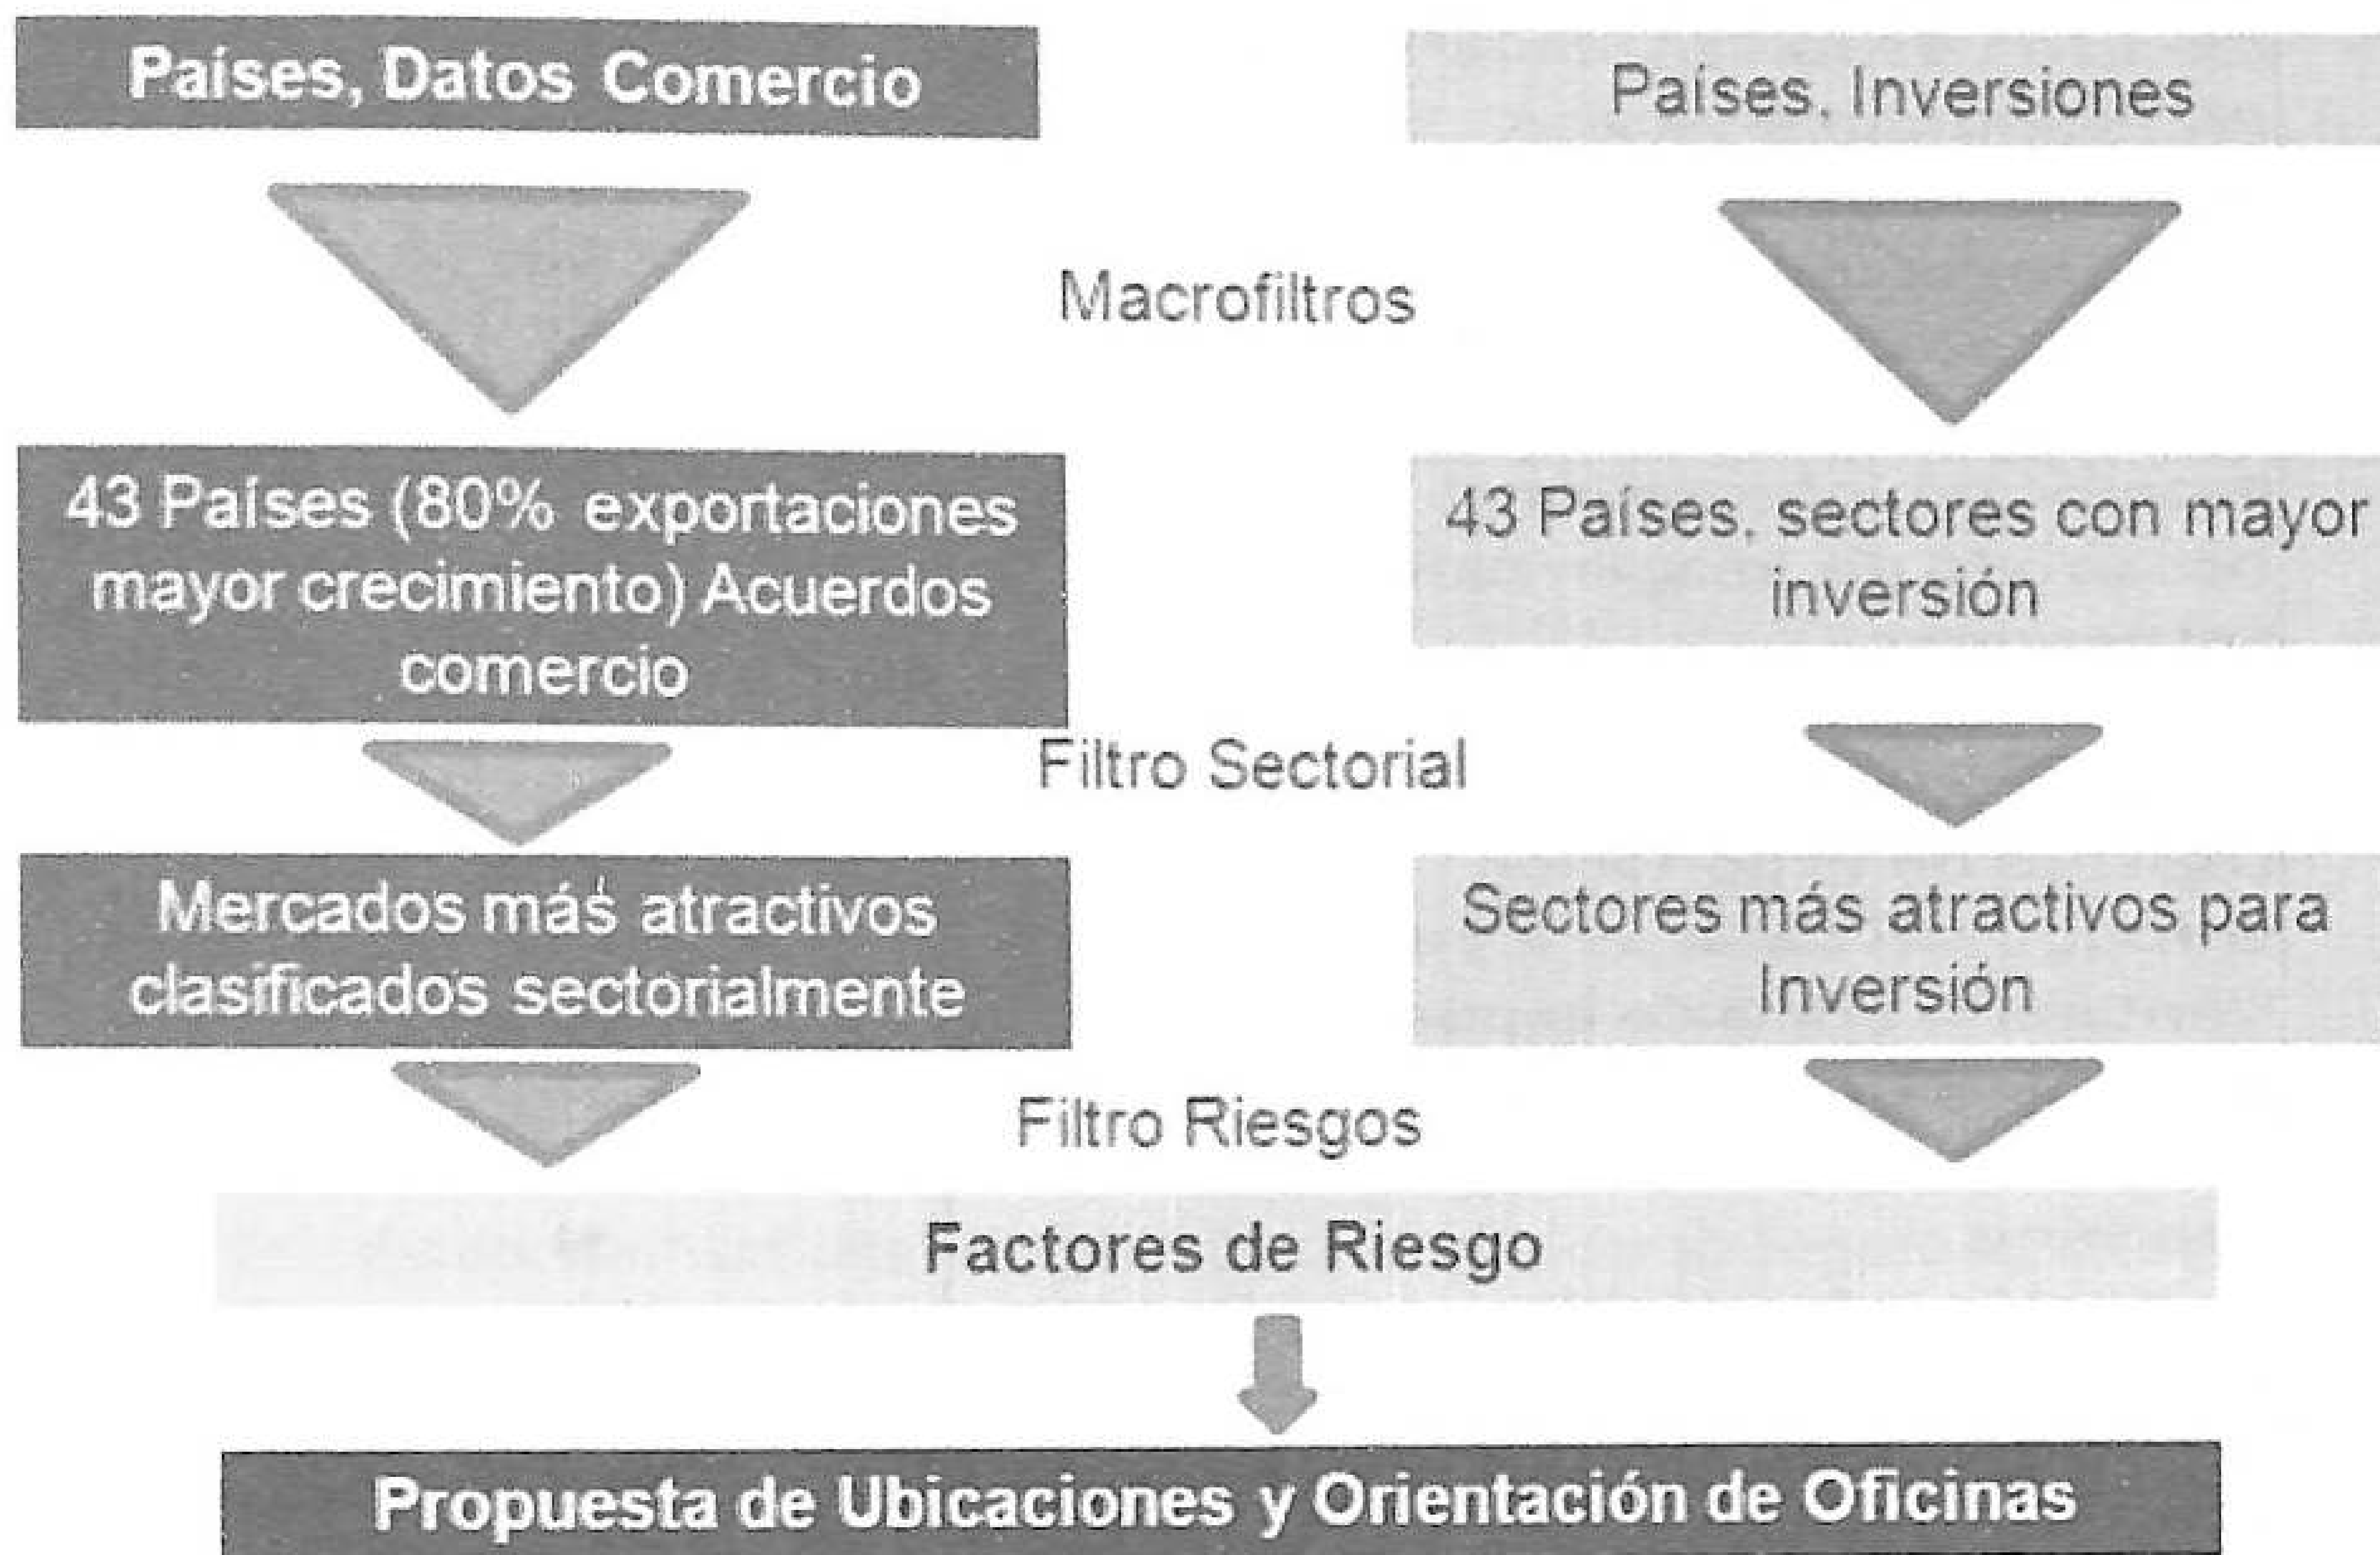 Países, Datos Comercio
Países, Inversiones
Macrofiltros
43 Países (80% exportaciones
mayor crecimiento) Acuerdos
comercio
43 Países, sectores con mayor
inversión
Filtro Sectorial
Mercados más atractivos
clasificados sectorialmente
Sectores más atractivos para
Inversión
Filtro Riesgos
Factores de Riesgo
Propuesta de Ubicaciones y Orientación de Oficinas